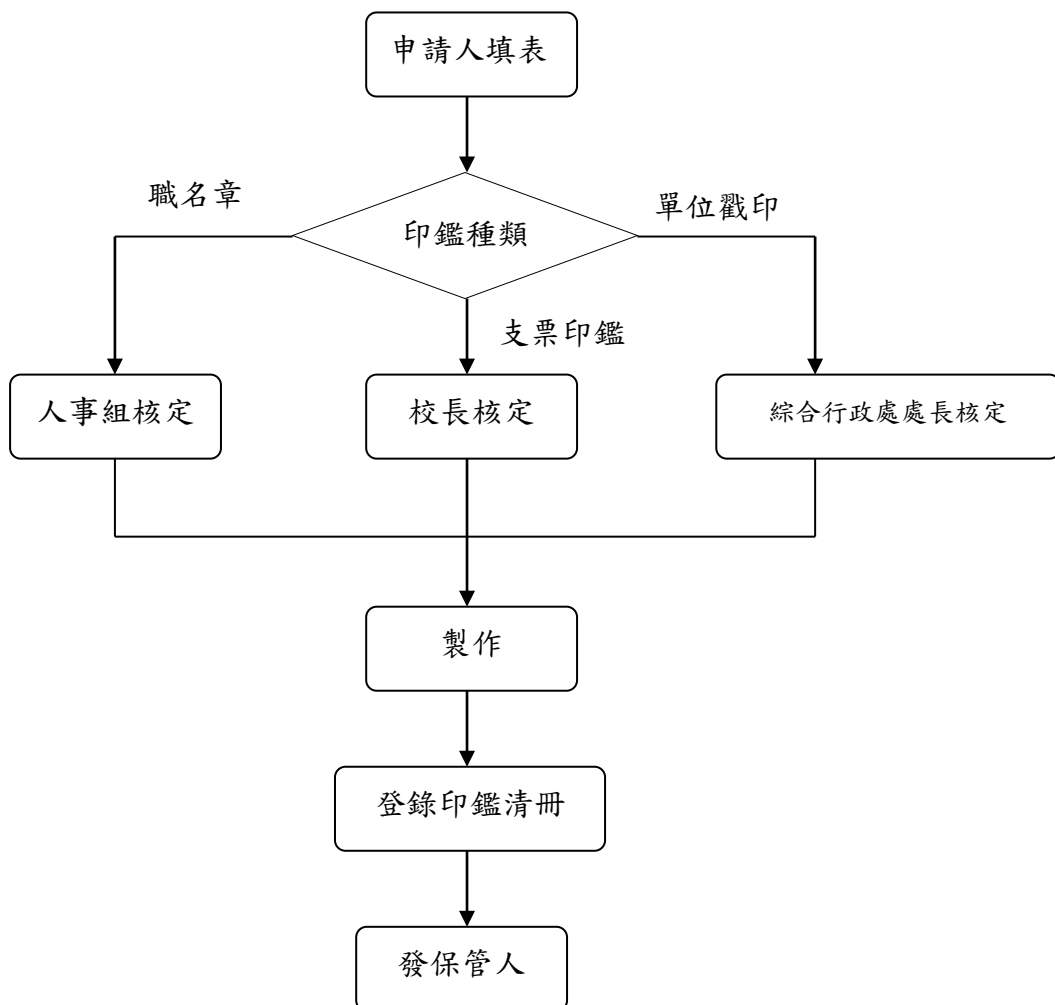 申請人填表
職名章
單位戳印
印鑑種類
支票印鑑
人事組核定
校長核定
綜合行政處處長核定
製作
登錄印鑑清冊
發保管人